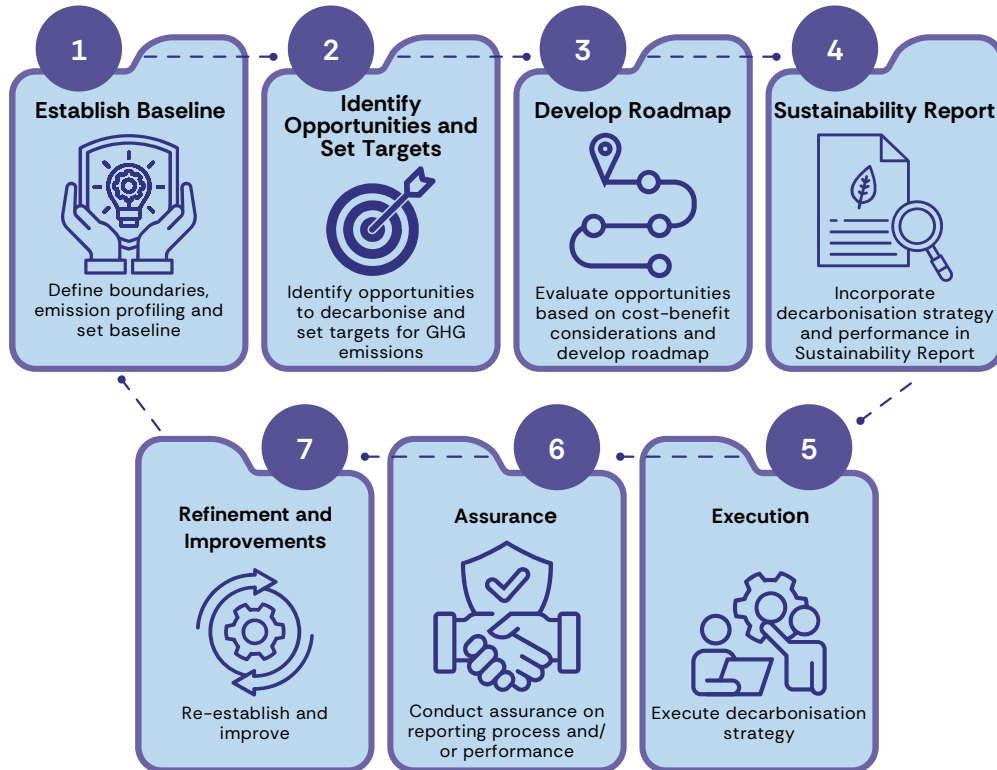 1
Establish Baseline
Define boundaries,
emission profiling and
set baseline
2
Identify
Opportunities and
Set Targets
Identify opportunities
to decarbonise and
set targets for GHG
emissions
3
Develop Roadmap
Evaluate opportunities
based on cost-benefit
considerations and
develop roadmap
4
Sustainability Report
Incorporate
decarbonisation strategy
and performance in
Sustainability Report
5
Execution
Execute decarbonisation
strategy
6
Assurance
Conduct assurance on
reporting process and/
or performance
7
Refinement and
Improvements
Re-establish and
improve